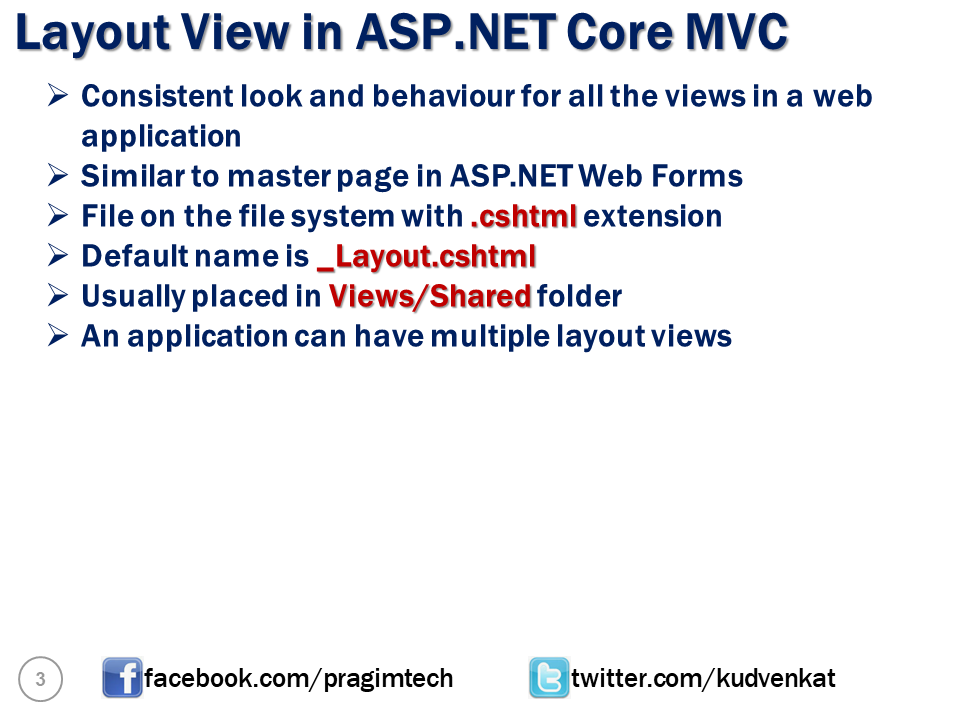 Layout View in ASP.NET Core MVC
Consistent look and behaviour for all the views in a web
application
Similar to master page in ASP.NET Web Forms
File on the file system with .cshtml extension
Default name is _Layout.cshtml
Usually placed in Views/Shared folder
An application can have multiple layout views
3 facebook.com/pragimtech twitter.com/kudvenkat